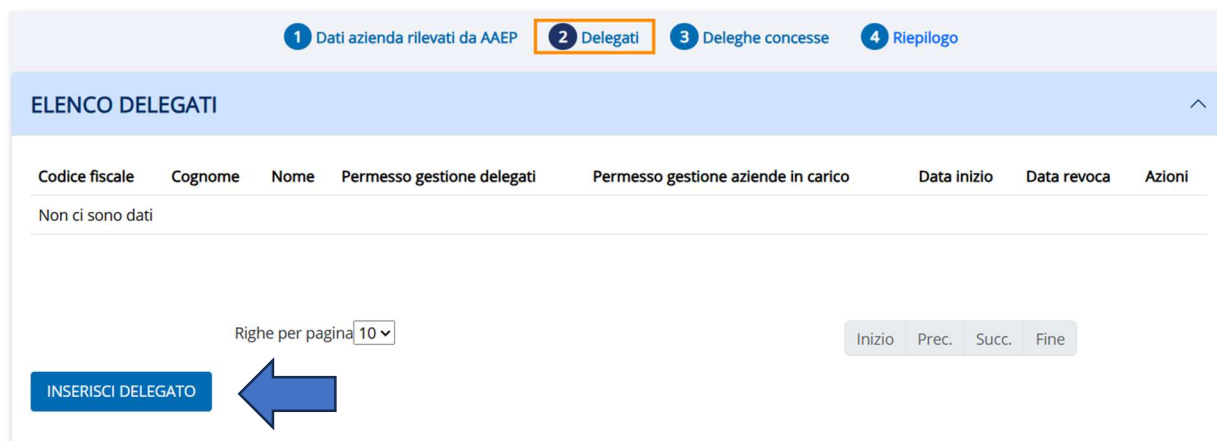 1 Dati azienda rilevati da AAEP 2 Delegati 3 Deleghe concesse 4 Riepilogo
ELENCO DELEGATI
Codice fiscale Cognome Nome Permesso gestione delegati Permesso gestione aziende in carico Data inizio Data revoca Azioni
Non ci sono dati
Righe per pagina 10 Inizio Prec. Succ. Fine
INSERISCI DELEGATO